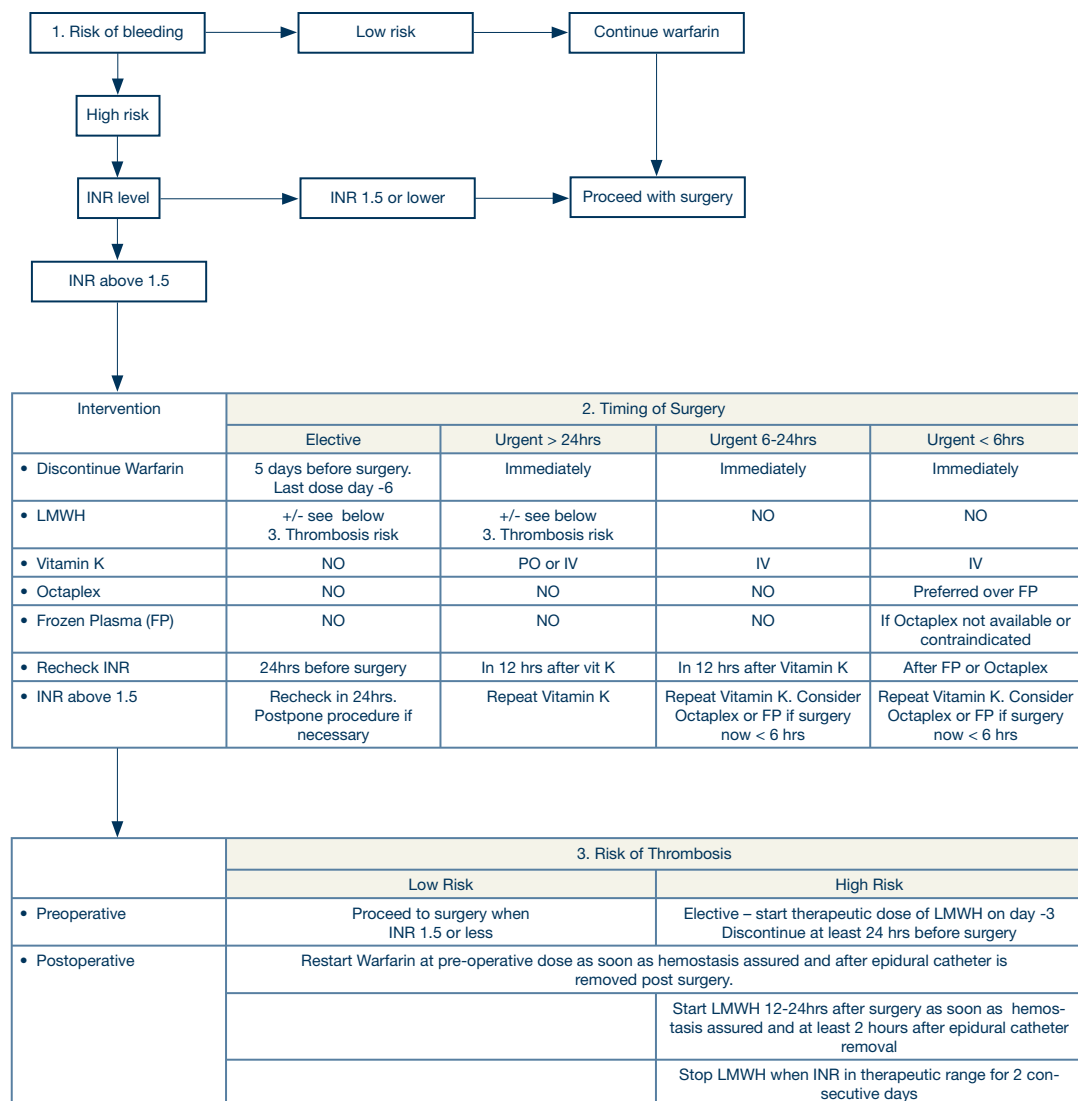 1. Risk of bleeding
Low risk
Continue warfarin
High risk
INR level
INR 1.5 or lower
Proceed with surgery
INR above 1.5
Intervention
2. Timing of Surgery
Elective
Urgent > 24hrs
Urgent 6-24hrs
Urgent < 6hrs
• Discontinue Warfarin
5 days before surgery.
Last dose day -6
Immediately
Immediately
Immediately
• LMWH
+/- see below
3. Thrombosis risk
+/- see below
3. Thrombosis risk
NO
NO
• Vitamin K
NO
PO or IV
IV
IV
• Octaplex
NO
NO
NO
Preferred over FP
• Frozen Plasma (FP)
NO
NO
NO
If Octaplex not available or
contraindicated
• Recheck INR
24hrs before surgery
In 12 hrs after vit K
In 12 hrs after Vitamin K
After FP or Octaplex
• INR above 1.5
Recheck in 24hrs.
Postpone procedure if
necessary
Repeat Vitamin K
Repeat Vitamin K. Consider
Octaplex or FP if surgery
now < 6 hrs
Repeat Vitamin K. Consider
Octaplex or FP if surgery
now < 6 hrs
3. Risk of Thrombosis
Low Risk
High Risk
• Preoperative
Proceed to surgery when
INR 1.5 or less
Elective – start therapeutic dose of LMWH on day -3
Discontinue at least 24 hrs before surgery
• Postoperative
Restart Warfarin at pre-operative dose as soon as hemostasis assured and after epidural catheter is
removed post surgery.
Start LMWH 12-24hrs after surgery as soon as hemos-
tasis assured and at least 2 hours after epidural catheter
removal
Stop LMWH when INR in therapeutic range for 2 con-
secutive days